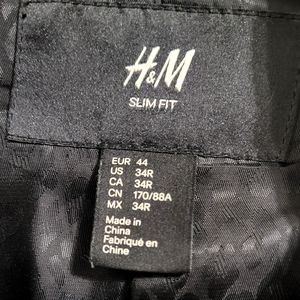 H&M
SLIM FIT
EUR 44
US 34R
CA 34R
CN 170/88A
MX 34R
Made in
China
Fabriqué en
Chine